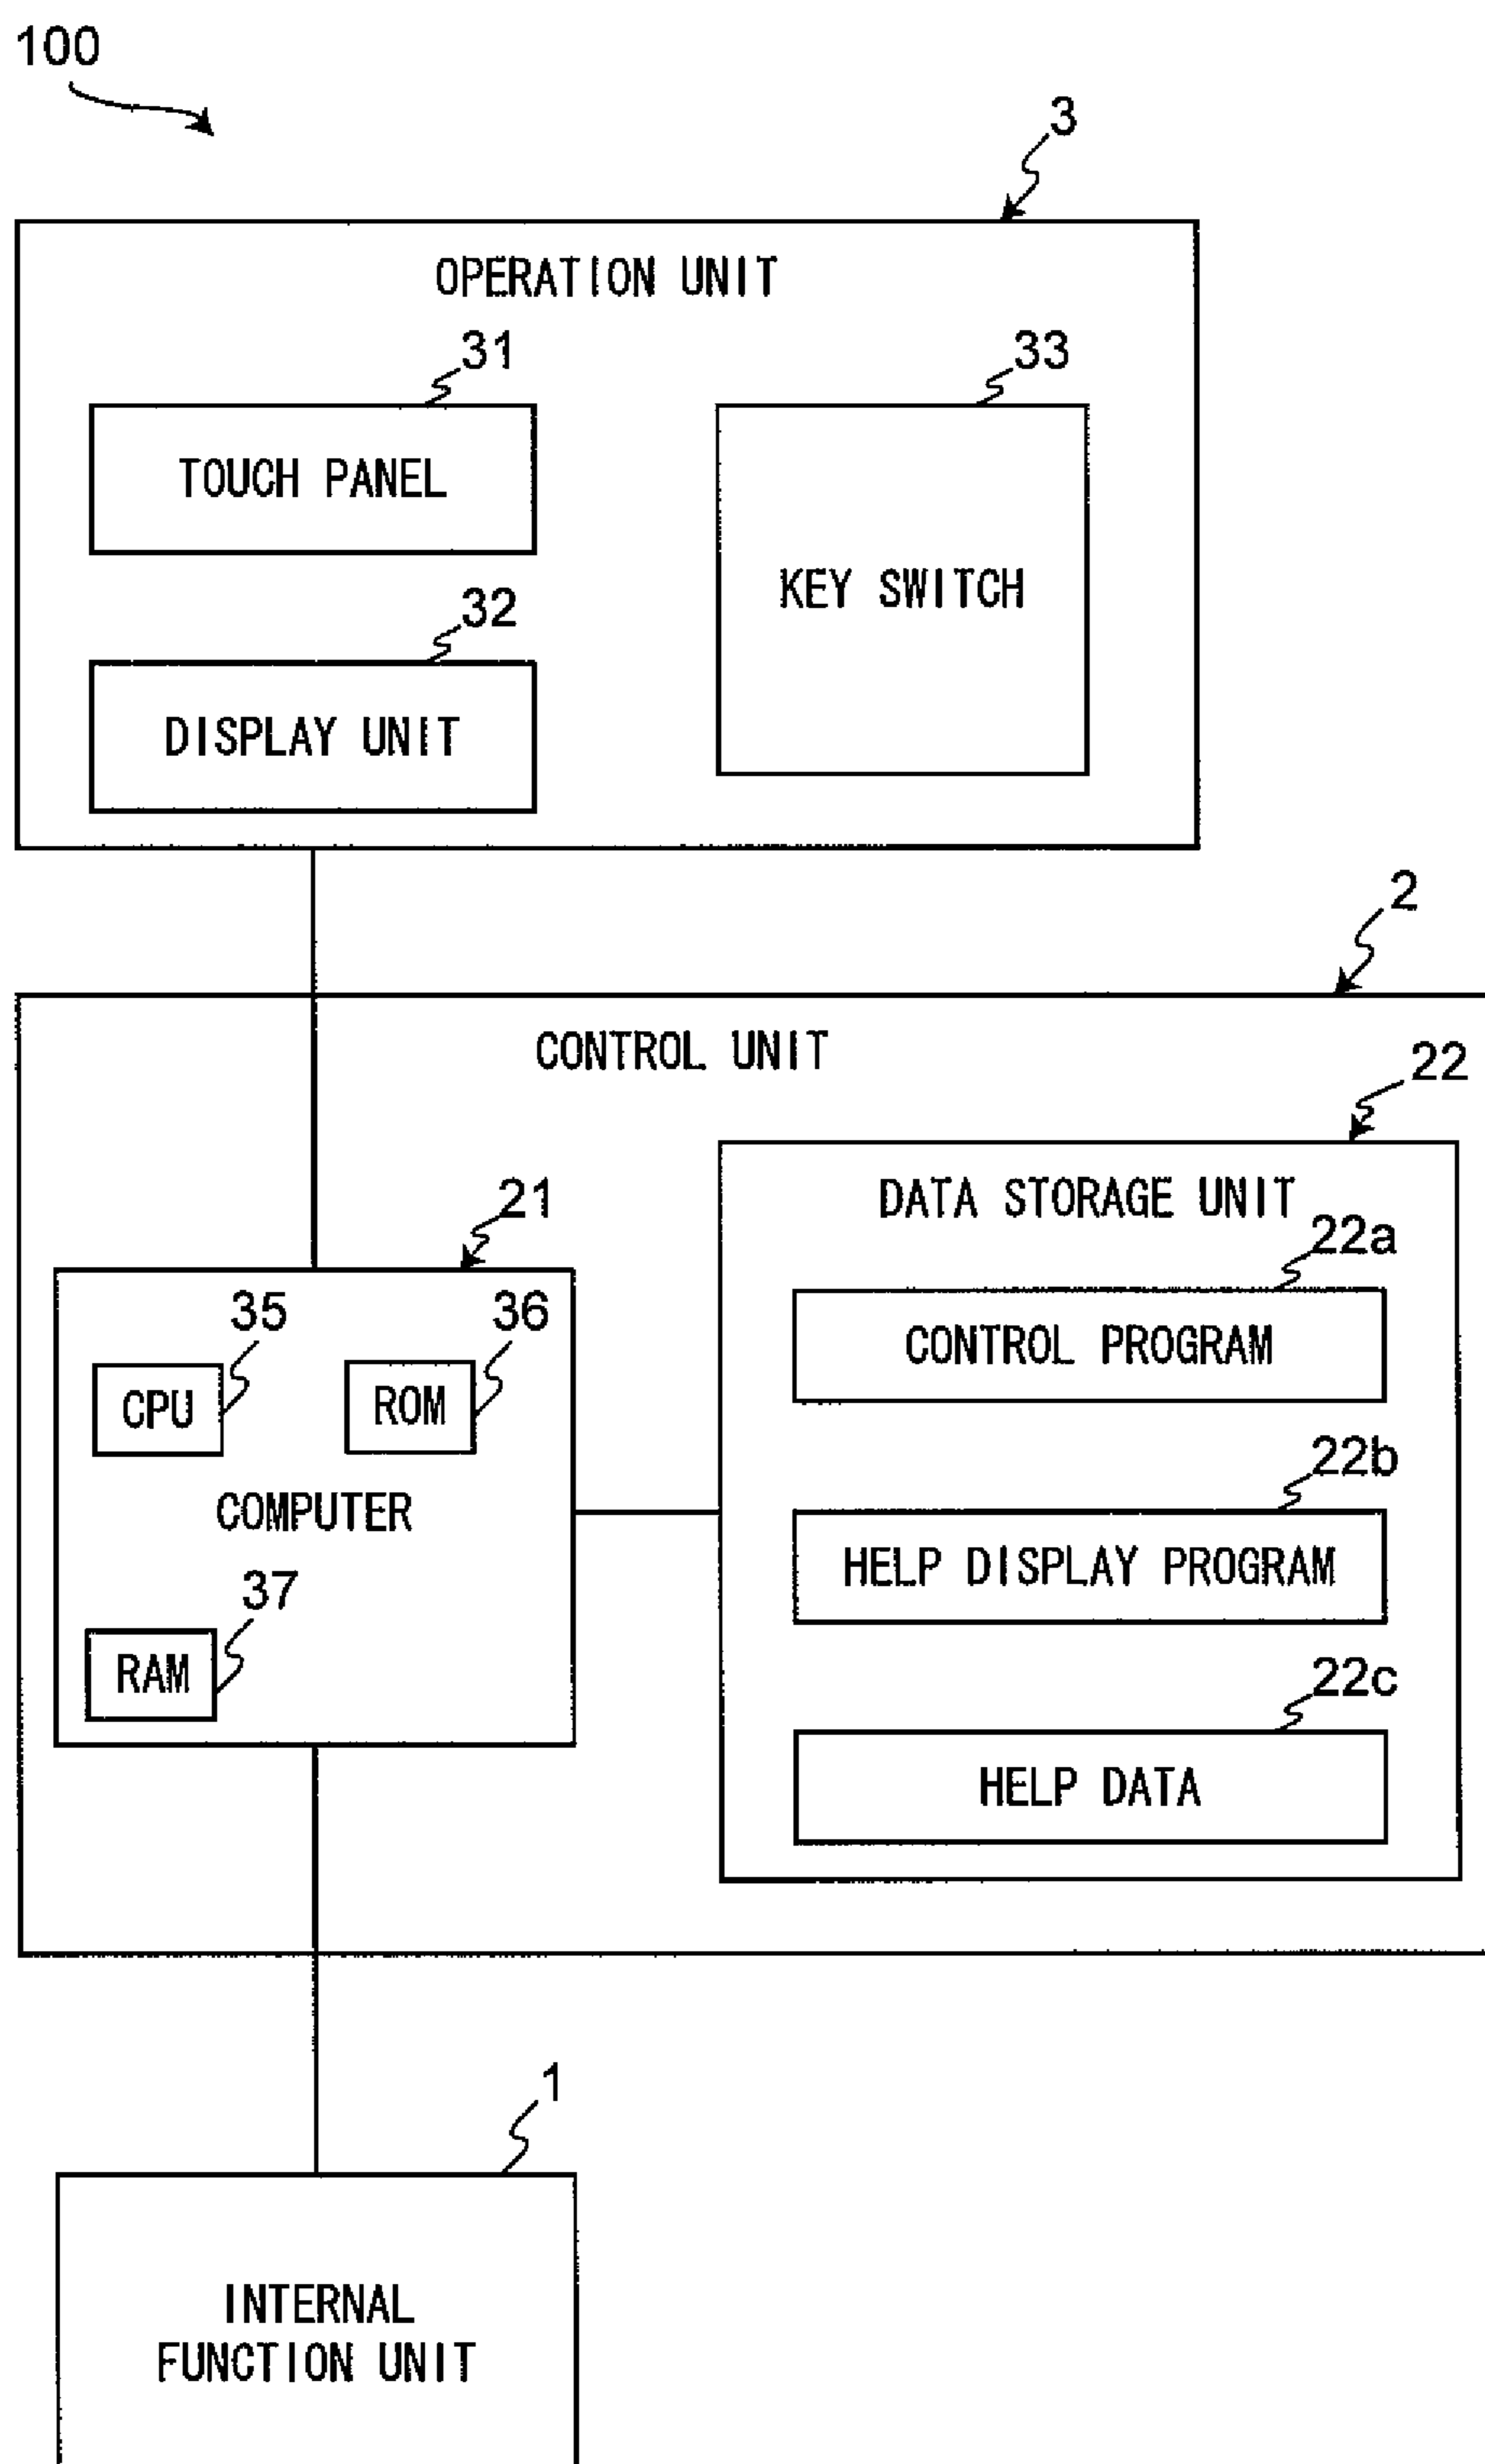 100
3
OPERATION UNIT
31
33
TOUCH PANEL
KEY SWITCH
32
DISPLAY UNIT
2
CONTROL UNIT
22
DATA STORAGE UNIT
21
22a
35
36
CONTROL PROGRAM
CPU
ROM
22b
COMPUTER
HELP DISPLAY PROGRAM
37
RAM
22c
HELP DATA
1
INTERNAL
FUNCTION UNIT